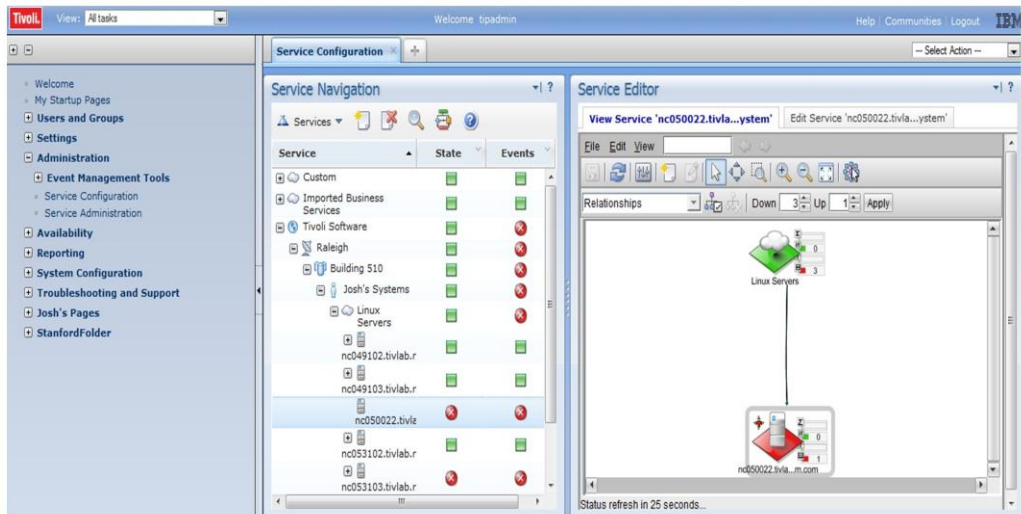 Tivoli. View: All tasks Welcome tipadmin Help Communities Logout IBM
Service Configuration -- Select Action --
Welcome
My Startup Pages
Users and Groups
Settings
Administration
Event Management Tools
Service Configuration
Service Administration
Availability
Reporting
System Configuration
Troubleshooting and Support
Josh's Pages
StanfordFolder
Service Navigation ?
Services ?
Service State Events
Custom
Imported Business
Services
Tivoli Software
Raleigh
Building 510
Josh's Systems
Linux
Servers
nc049102.tivlab.r
nc049103.tivlab.r
nc050022.tivla
nc053102.tivlab.r
nc053103.tivlab.r
Service Editor ?
View Service 'nc050022.tivla...ystem' Edit Service 'nc050022.tivla...ystem'
File Edit View
Relationships Down 3 Up 1 Apply
0
3
Linux Servers
0
1
nc050022.tivla...m.com
Status refresh in 25 seconds...